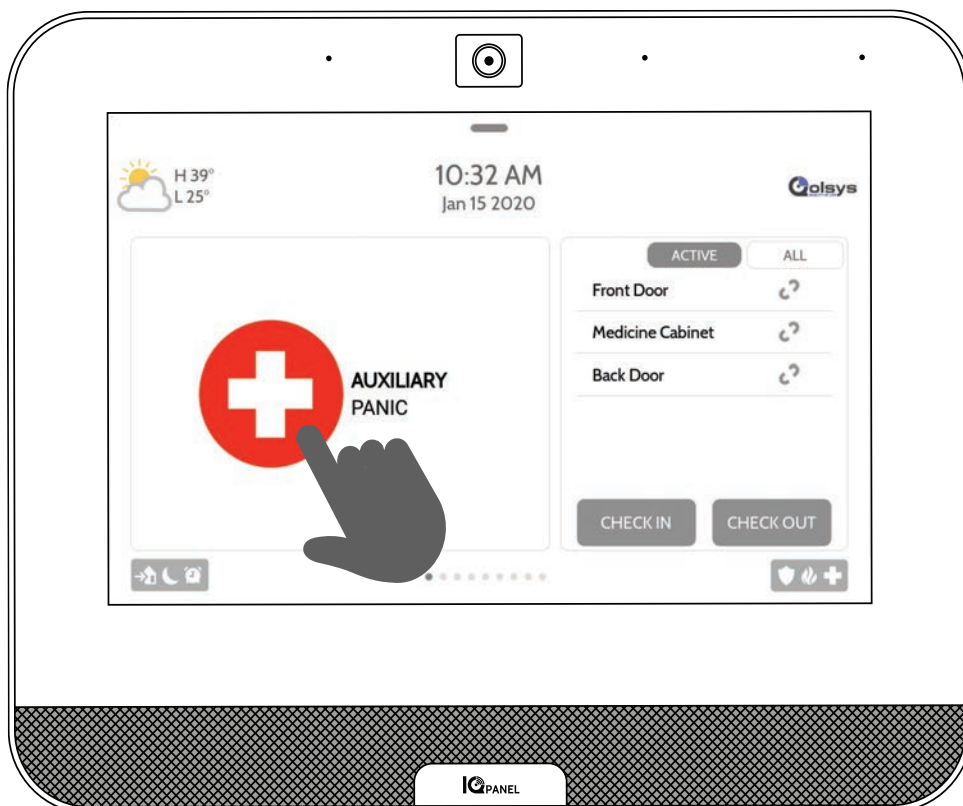 H 39°
L 25°
10:32 AM
Jan 15 2020
Qolsys
AUXILIARY
PANIC
ACTIVE
ALL
Front Door
Medicine Cabinet
Back Door
CHECK IN
CHECK OUT
IQ PANEL